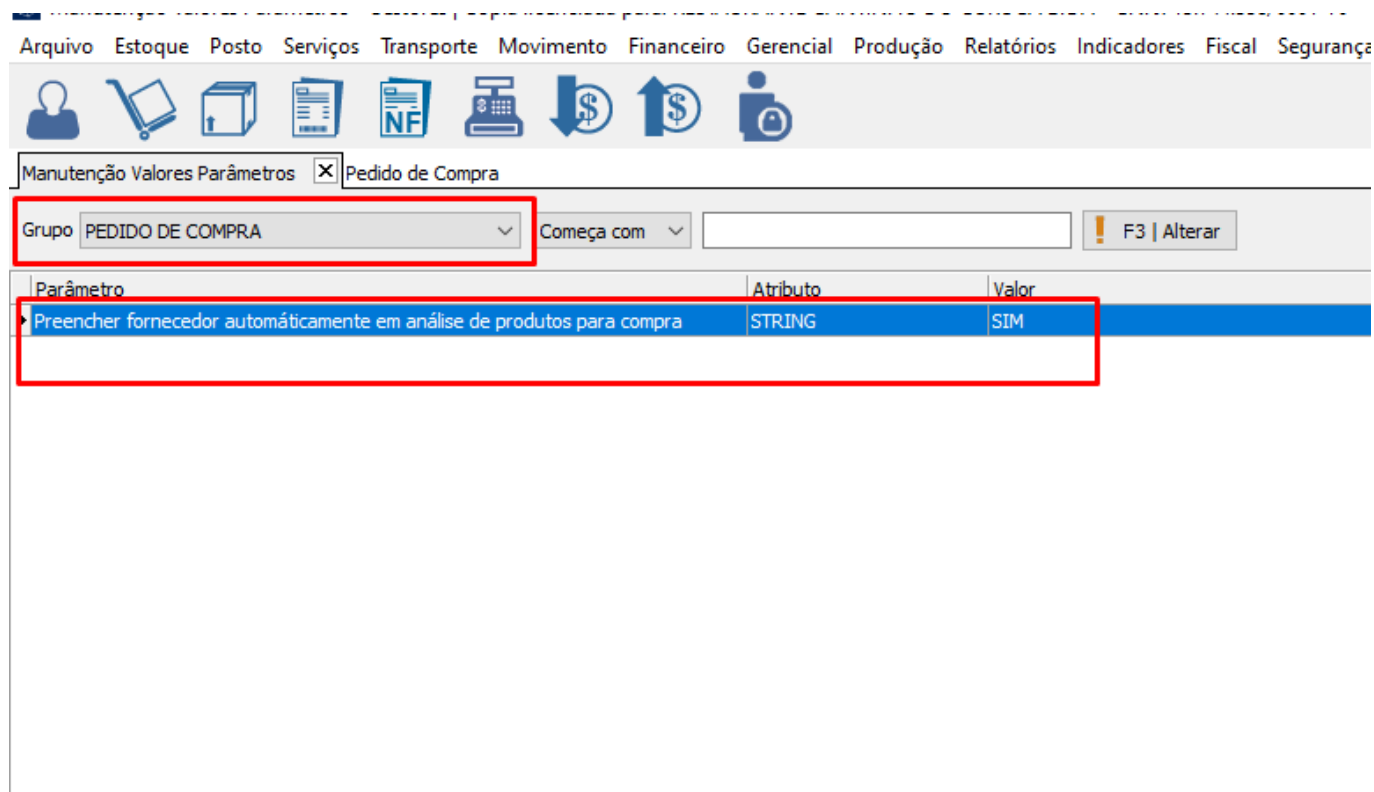 Arquivo Estoque Posto Serviços Transporte Movimento Financeiro Gerencial Produção Relatórios Indicadores Fiscal Segurança
NF
Manutenção Valores Parâmetros Pedido de Compra
Grupo PEDIDO DE COMPRA Começa com F3 | Alterar
Parâmetro Atributo Valor
Preencher fornecedor automáticamente em análise de produtos para compra STRING SIM